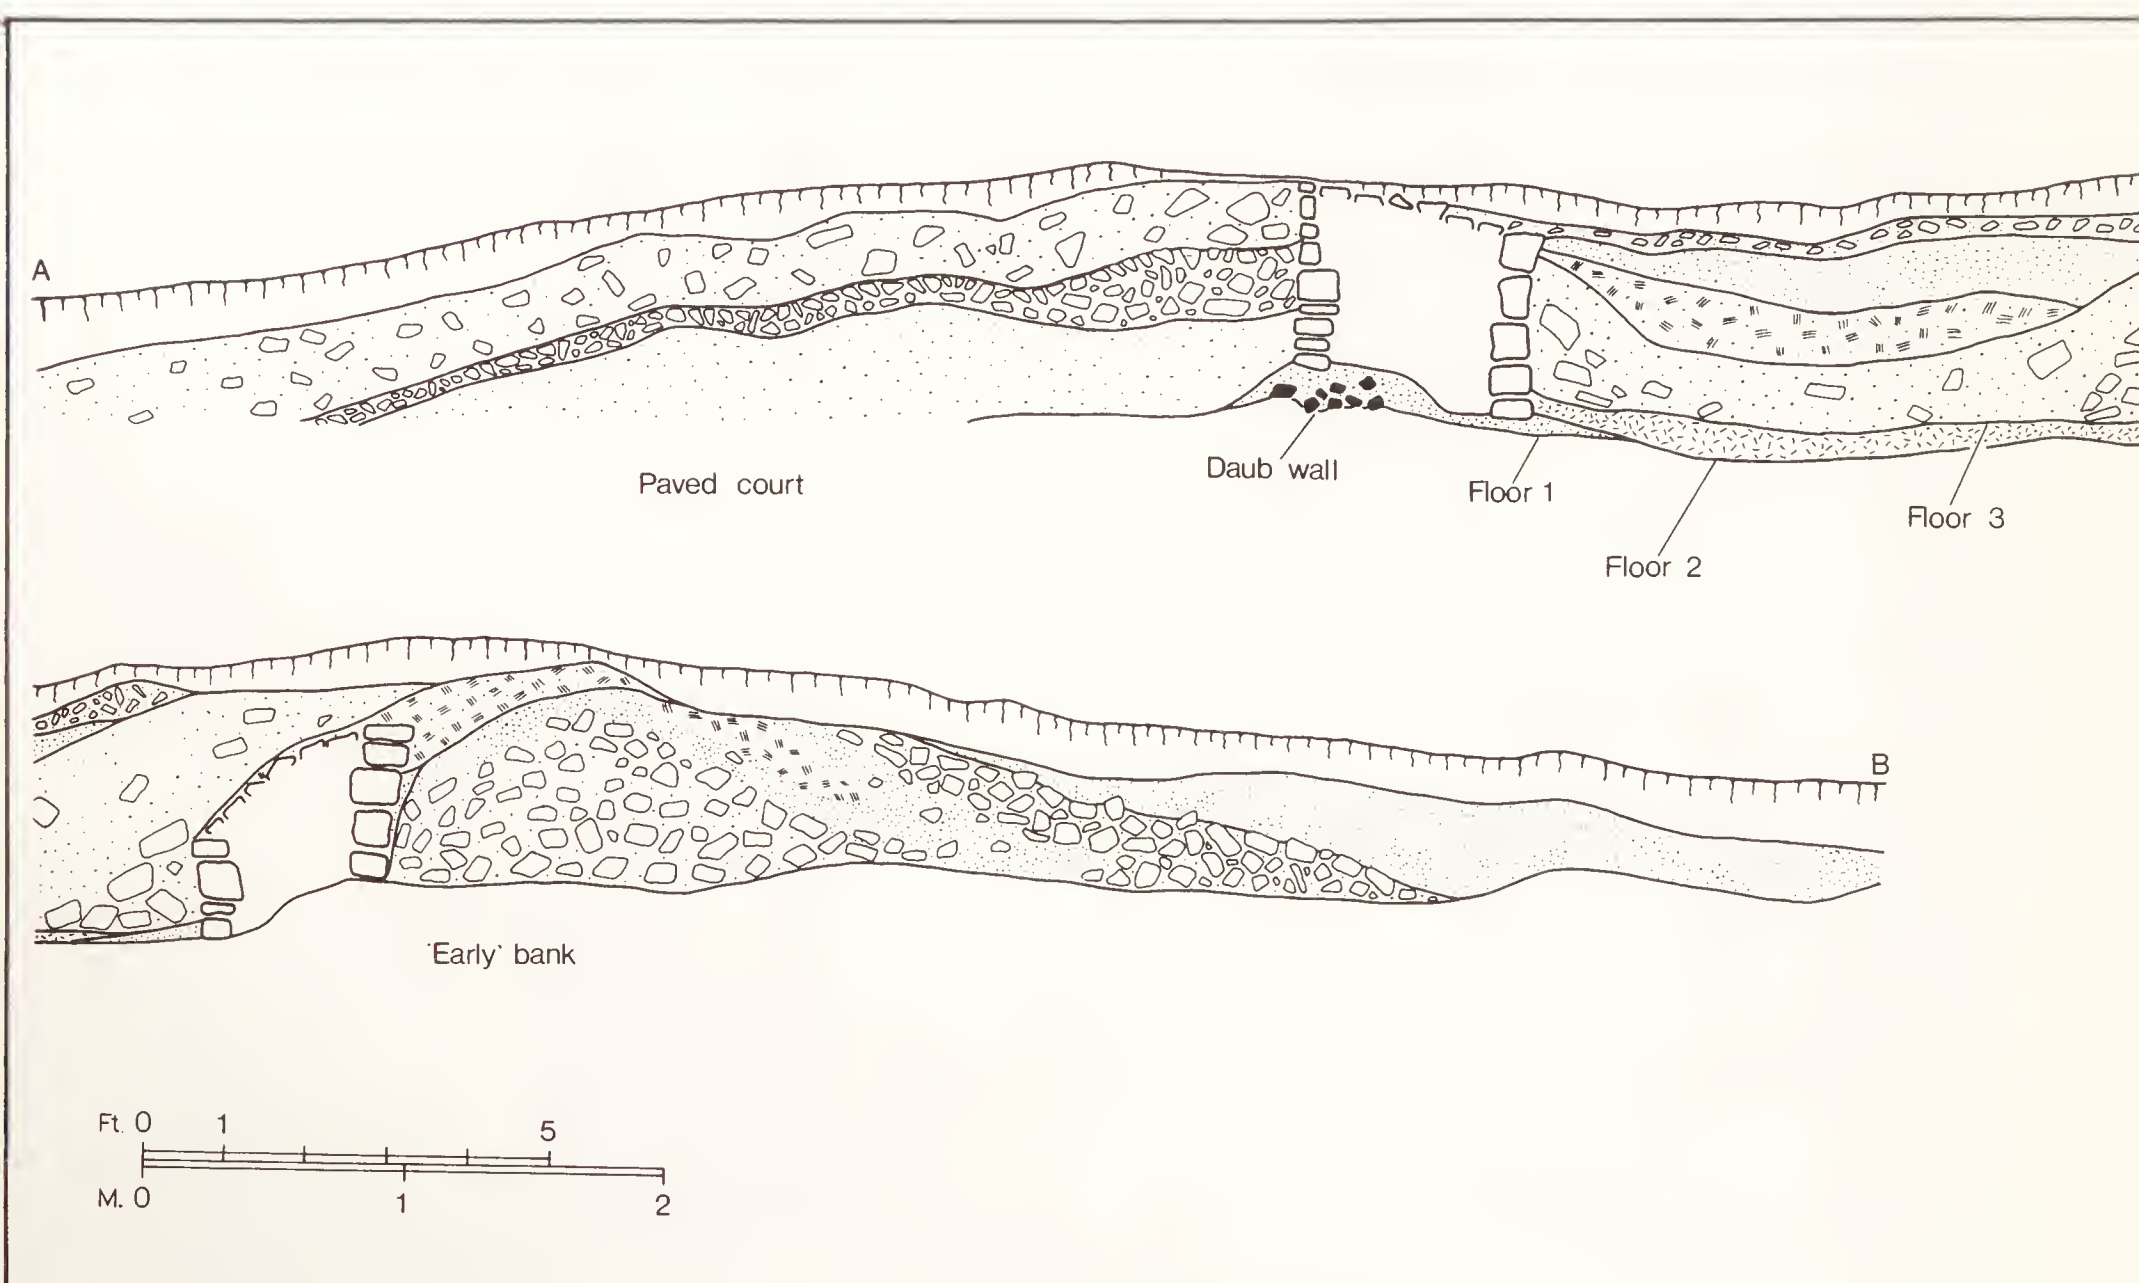 A
Paved court
Daub wall
Floor 1
Floor 3
Floor 2
B
'Early' bank
Ft. 0 1 5
M. 0 1 2